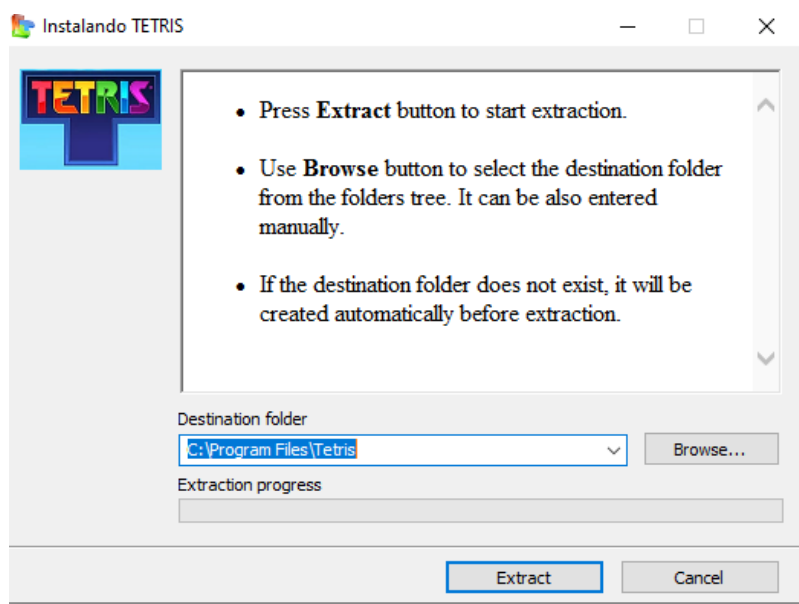 Instalando TETRIS
TETRIS
• Press Extract button to start extraction.
• Use Browse button to select the destination folder
from the folders tree. It can be also entered
manually.
• If the destination folder does not exist, it will be
created automatically before extraction.
Destination folder
C:\Program Files\Tetris
Browse...
Extraction progress
Extract
Cancel